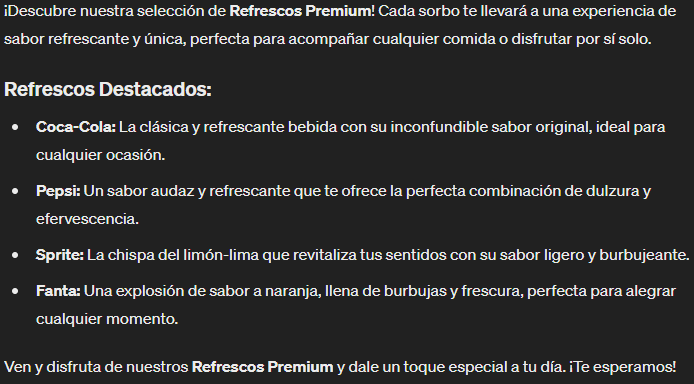 ¡Descubre nuestra selección de Refrescos Premium! Cada sorbo te llevará a una experiencia de
sabor refrescante y única, perfecta para acompañar cualquier comida o disfrutar por sí solo.
Refrescos Destacados:
• Coca-Cola: La clásica y refrescante bebida con su inconfundible sabor original, ideal para
cualquier ocasión.
• Pepsi: Un sabor audaz y refrescante que te ofrece la perfecta combinación de dulzura y
efervescencia.
• Sprite: La chispa del limón-lima que revitaliza tus sentidos con su sabor ligero y burbujeante.
• Fanta: Una explosión de sabor a naranja, llena de burbujas y frescura, perfecta para alegrar
cualquier momento.
Ven y disfruta de nuestros Refrescos Premium y dale un toque especial a tu día. ¡Te esperamos!